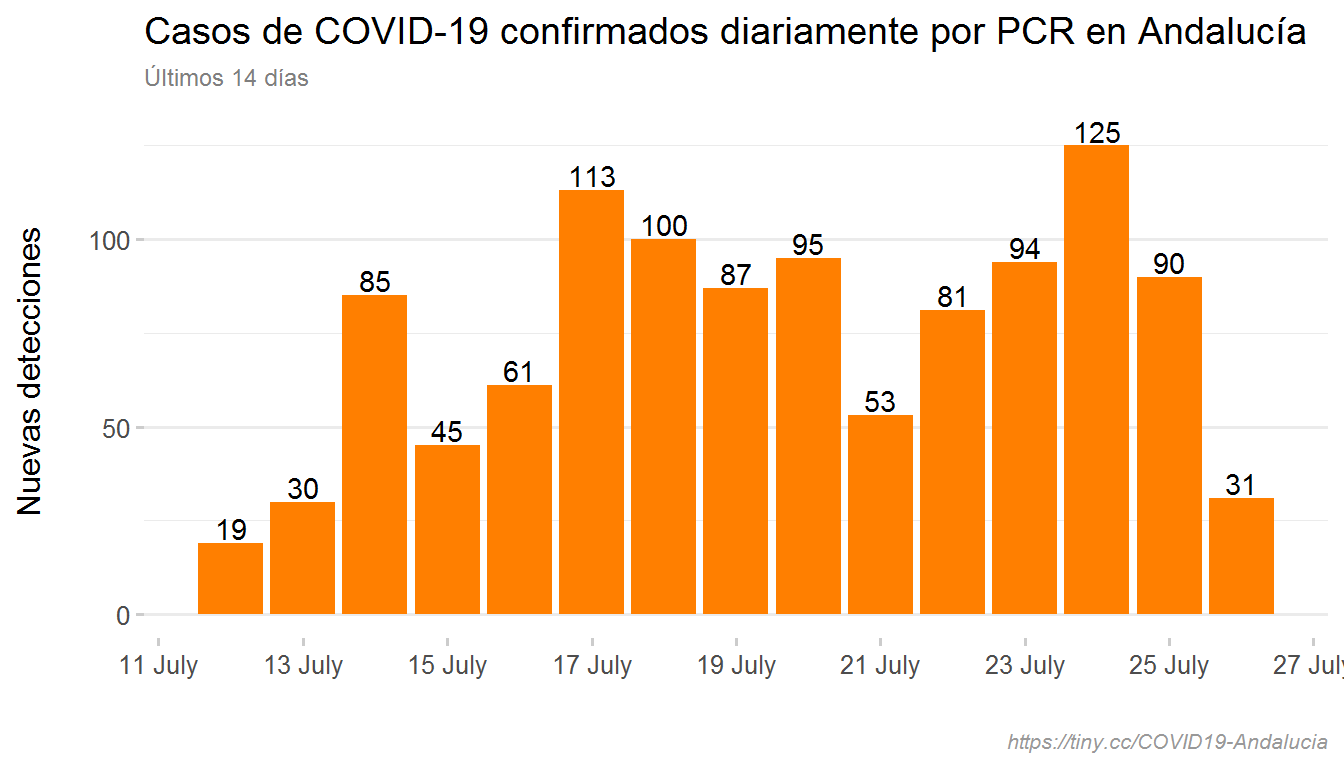 Casos de COVID-19 confirmados diariamente por PCR en Andalucía
Últimos 14 días
Nuevas detecciones
100
50
0
19
30
85
45
61
113
100
87
95
53
81
94
125
90
31
11 July
13 July
15 July
17 July
19 July
21 July
23 July
25 July
27 July
https://tiny.cc/COVID19-Andalucia